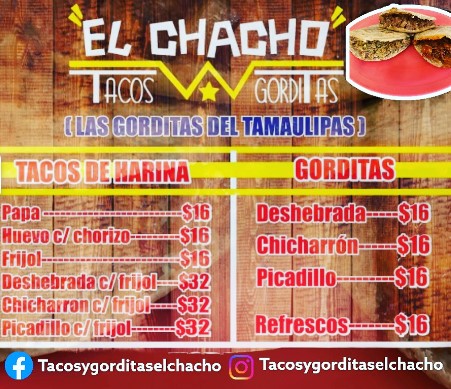 EL CHACHO
TACOS GORDITAS
( LAS GORDITAS DEL TAMAULIPAS )
TACOS DE HARINA
Papa------------------$16
Huevo c/ chorizo-------$16
Frijol-----------------$16
Deshebrada c/ frijol---$32
Chicharron c/ frijol----$32
Picadillo c/ frijol------$32
GORDITAS
Deshebrada-----$16
Chicharrón-----$16
Picadillo--------$16
Refrescos------$16
Tacosygorditaselchacho
Tacosygorditaselchacho